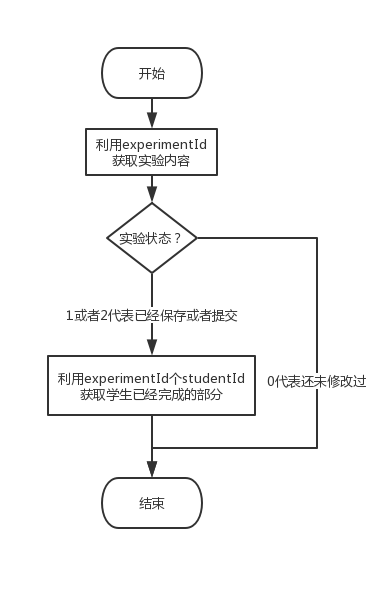 开始
利用experimentId
获取实验内容
实验状态？
1或者2代表已经保存或者提交
利用experimentId个studentId
获取学生已经完成的部分
0代表还未修改过
结束